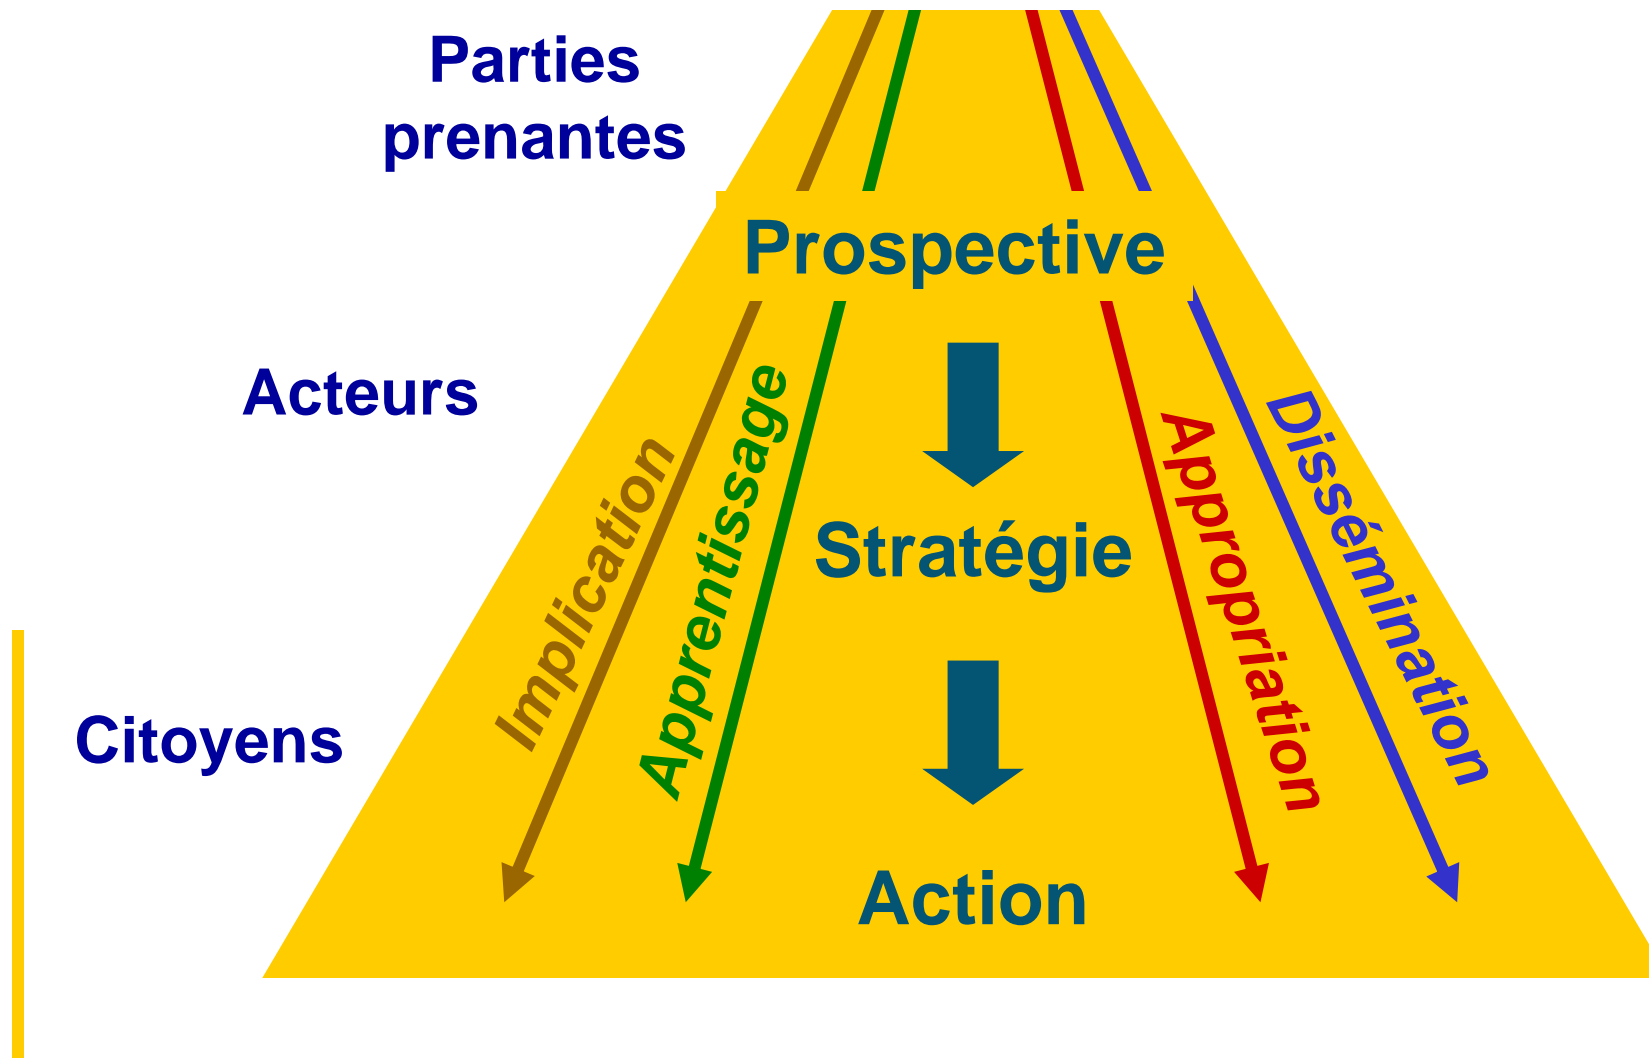 Parties
prenantes
Prospective
Acteurs
Implication
Apprentissage
Appropriation
Dissémination
Stratégie
Citoyens
Action